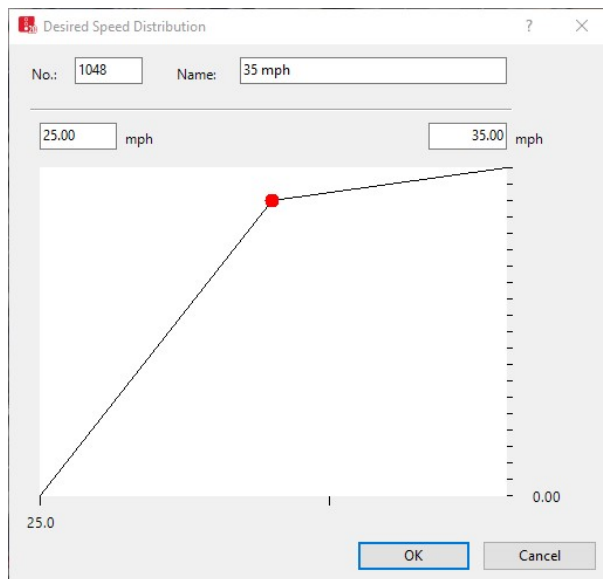 Desired Speed Distribution
No.: 1048 Name: 35 mph
25.00 mph 35.00 mph
0.00
25.0
OK Cancel